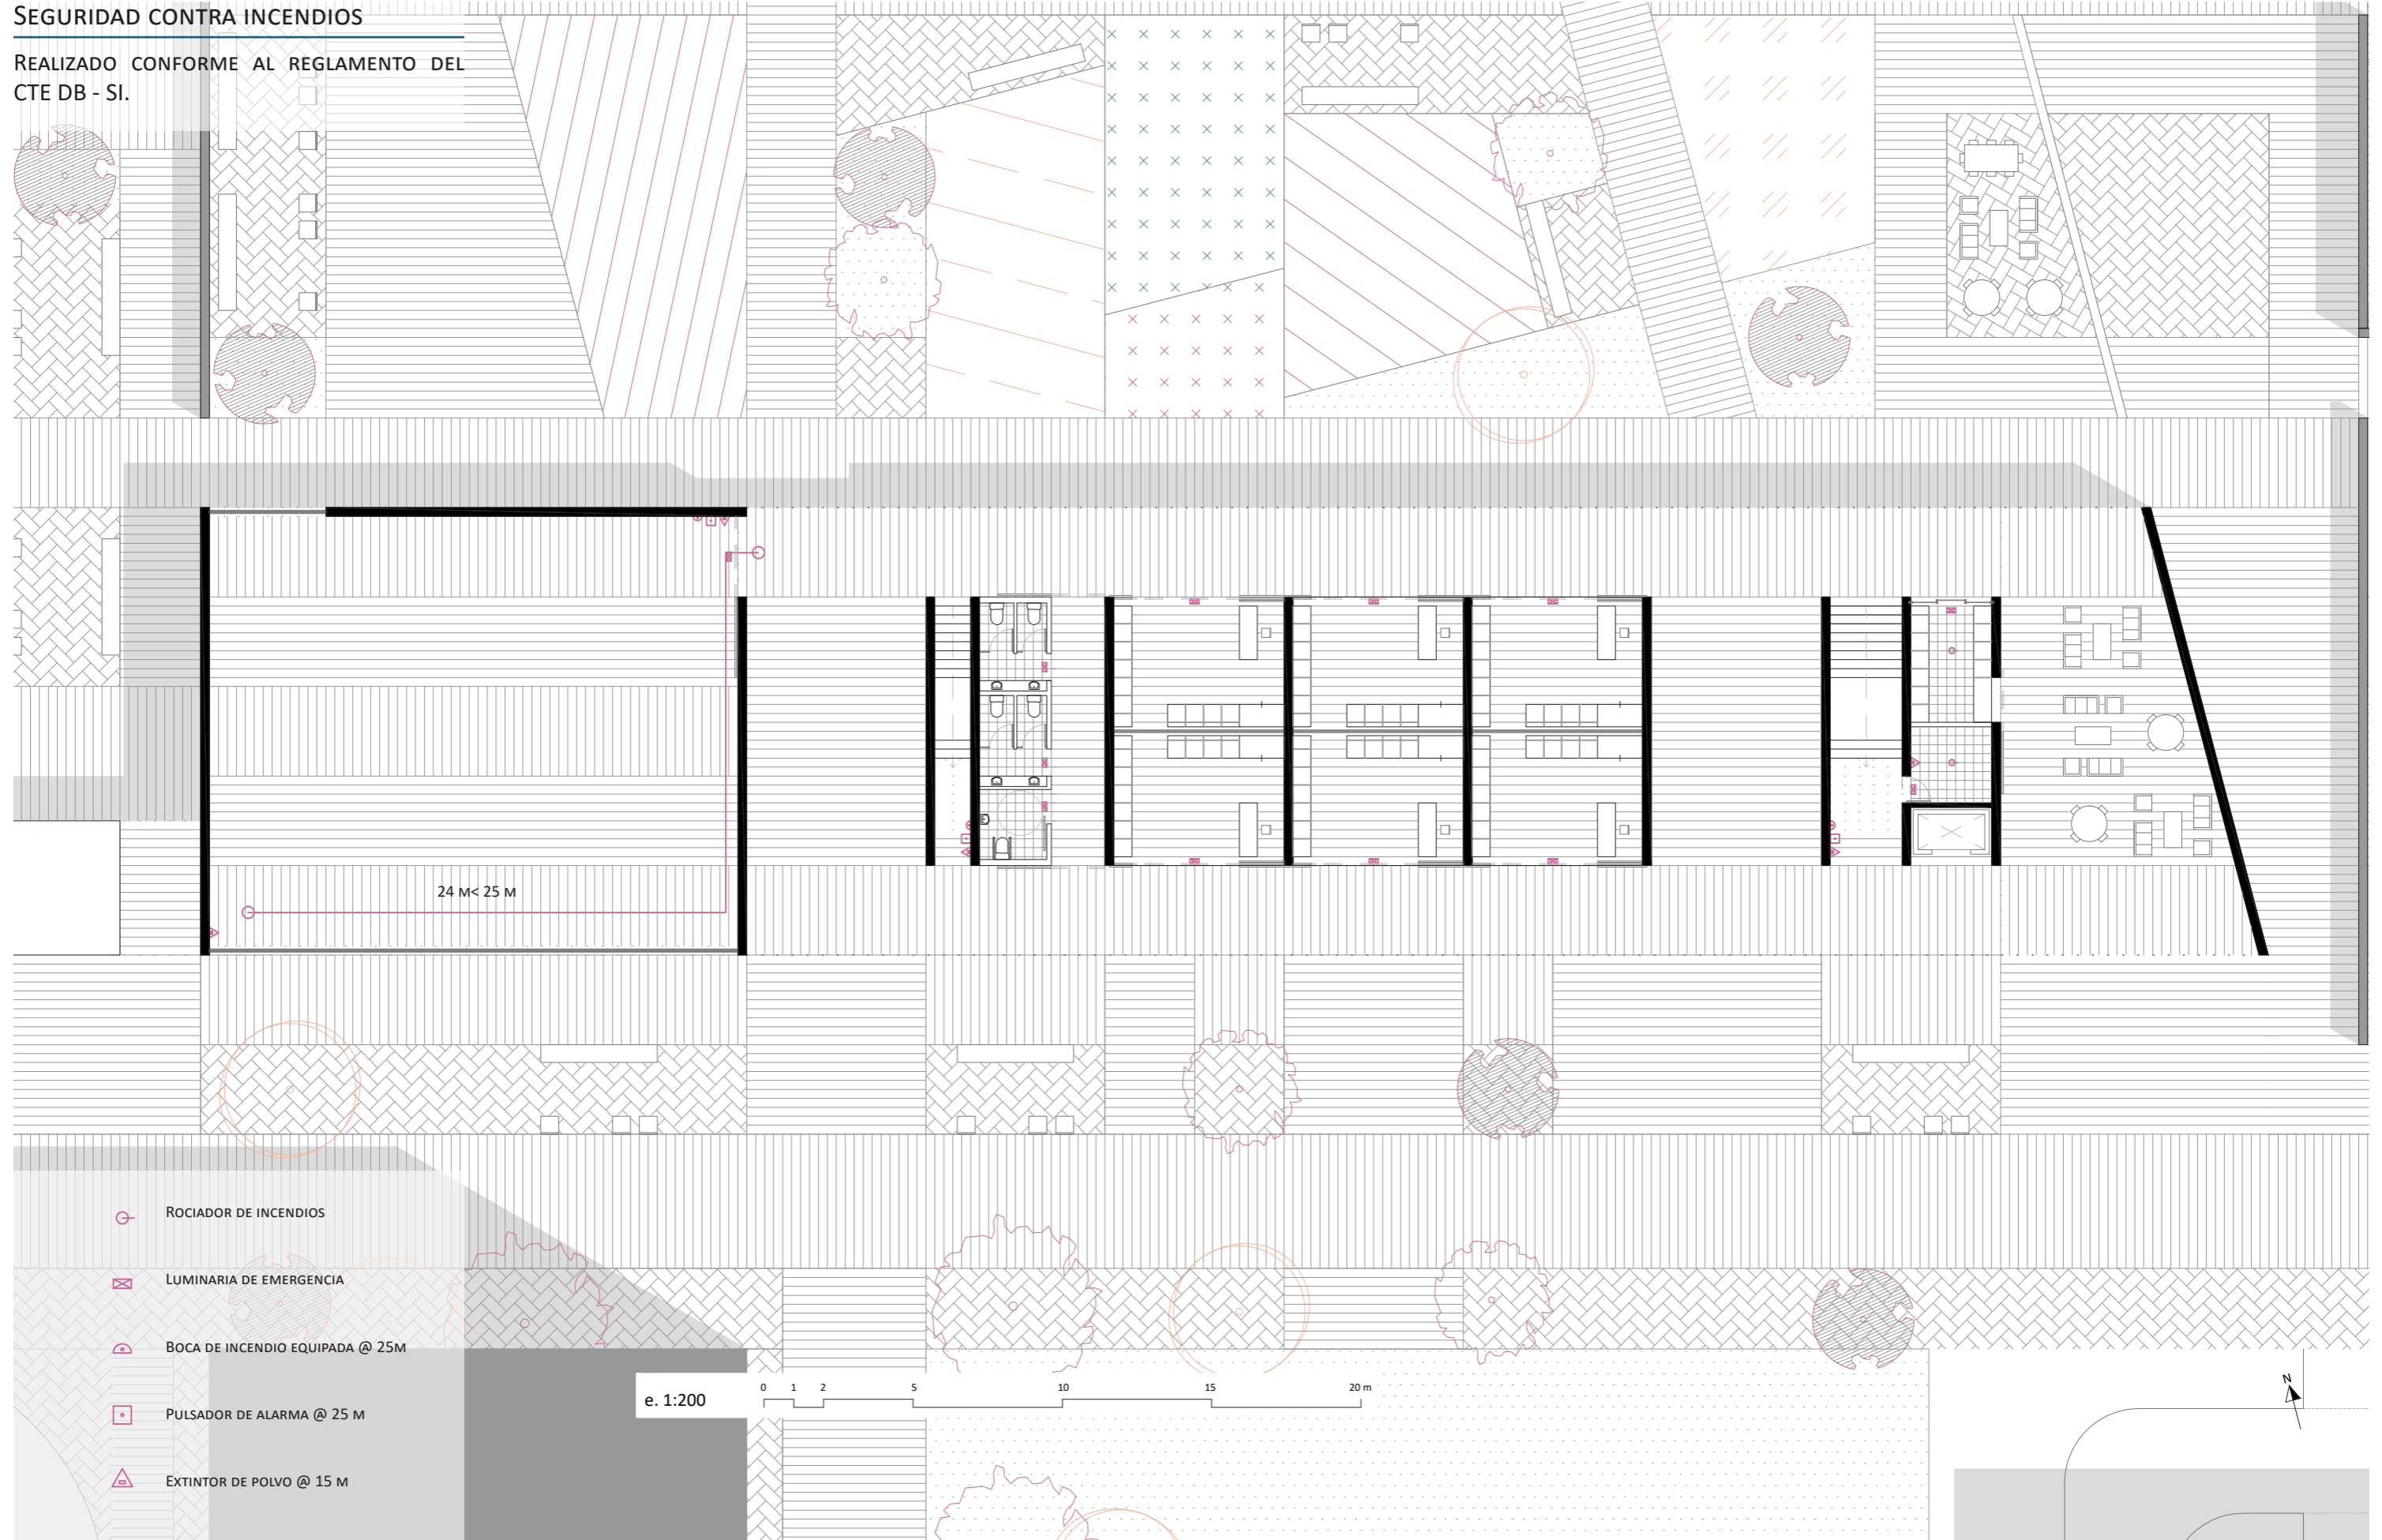 SEGURIDAD CONTRA INCENDIOS
REALIZADO CONFORME AL REGLAMENTO DEL
CTE DB - SI.
24 M< 25 M
ROCIADOR DE INCENDIOS
LUMINARIA DE EMERGENCIA
BOCA DE INCENDIO EQUIPADA @ 25M
PULSADOR DE ALARMA @ 25 M
EXTINTOR DE POLVO @ 15 M
e. 1:200
0 1 2 5 10 15 20 m
N